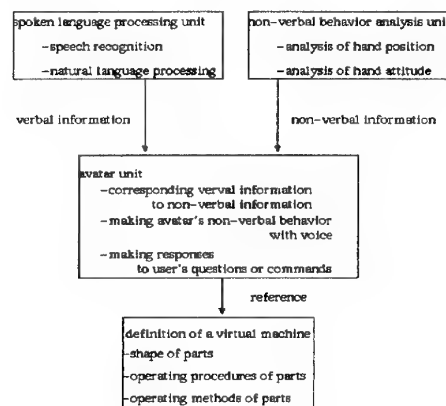 spoken language processing unit
-speech recognition
-natural language processing
non-verbal behavior analysis uni
-analysis of hand position
-analysis of hand attitude
verbal information
non-verbal information
avatar unit
-corresponding verval information
to non-verbal information
-making avatar's non-verbal behavior
with voice
-making responses
to user's questions or commands
reference
definition of a virtual machine
-shape of parts
-operating procedures of parts
-operating methods of parts